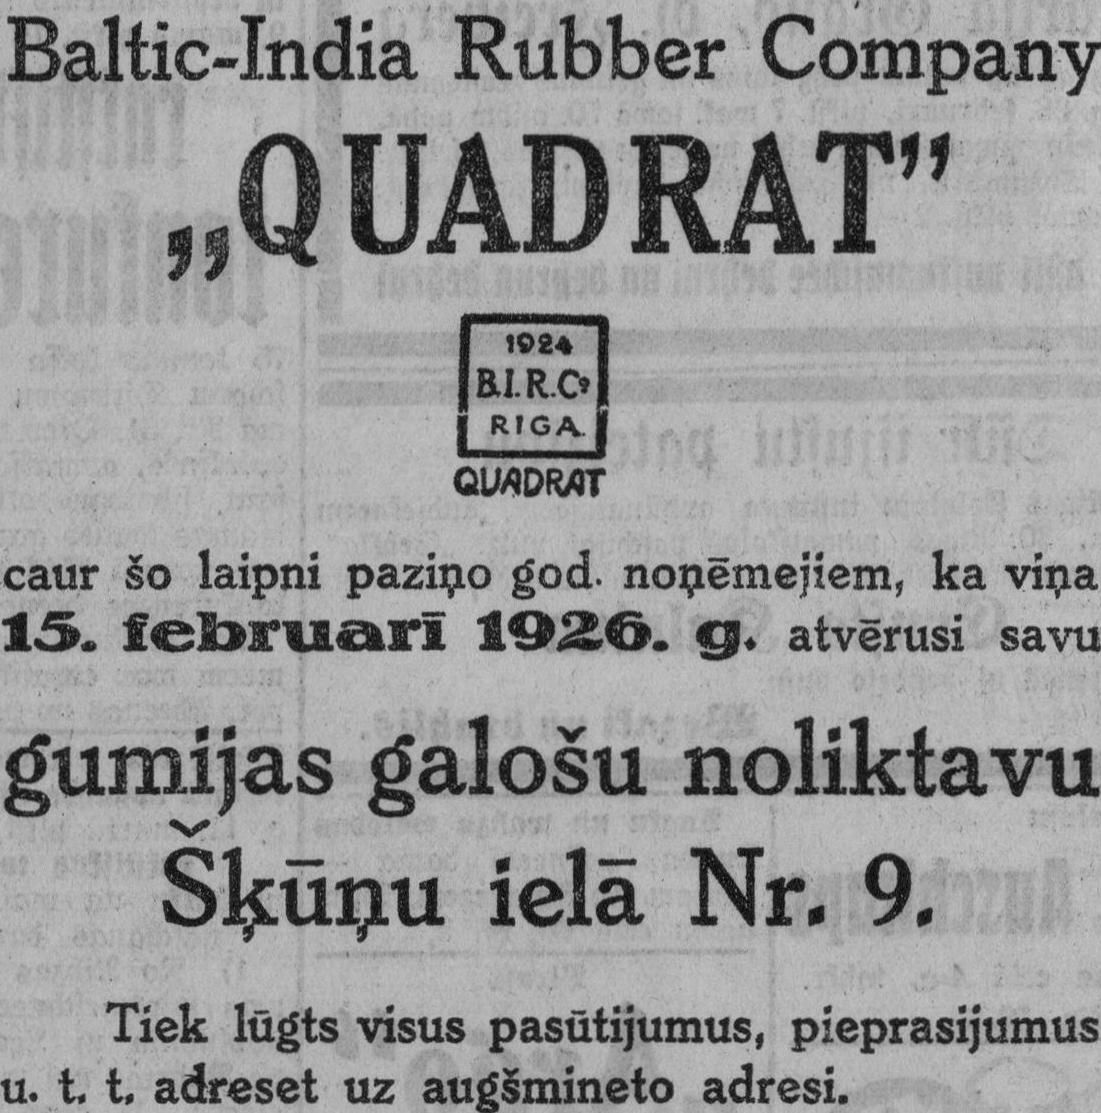 Baltic-India Rubber Company
„QUADRAT”
1924
B.I.R.Cº
RIGA.
QUADRAT
caur šo laipni paziņo god. noņēmejiem, ka viņa
15. februarī 1926. g. atvērusi savu
gumijas galošu noliktavu
Šķūņu ielā Nr. 9.
Tiek lūgts visus pasūtijumus, pieprasijumus
u. t. t. adreset uz augšmineto adresi.